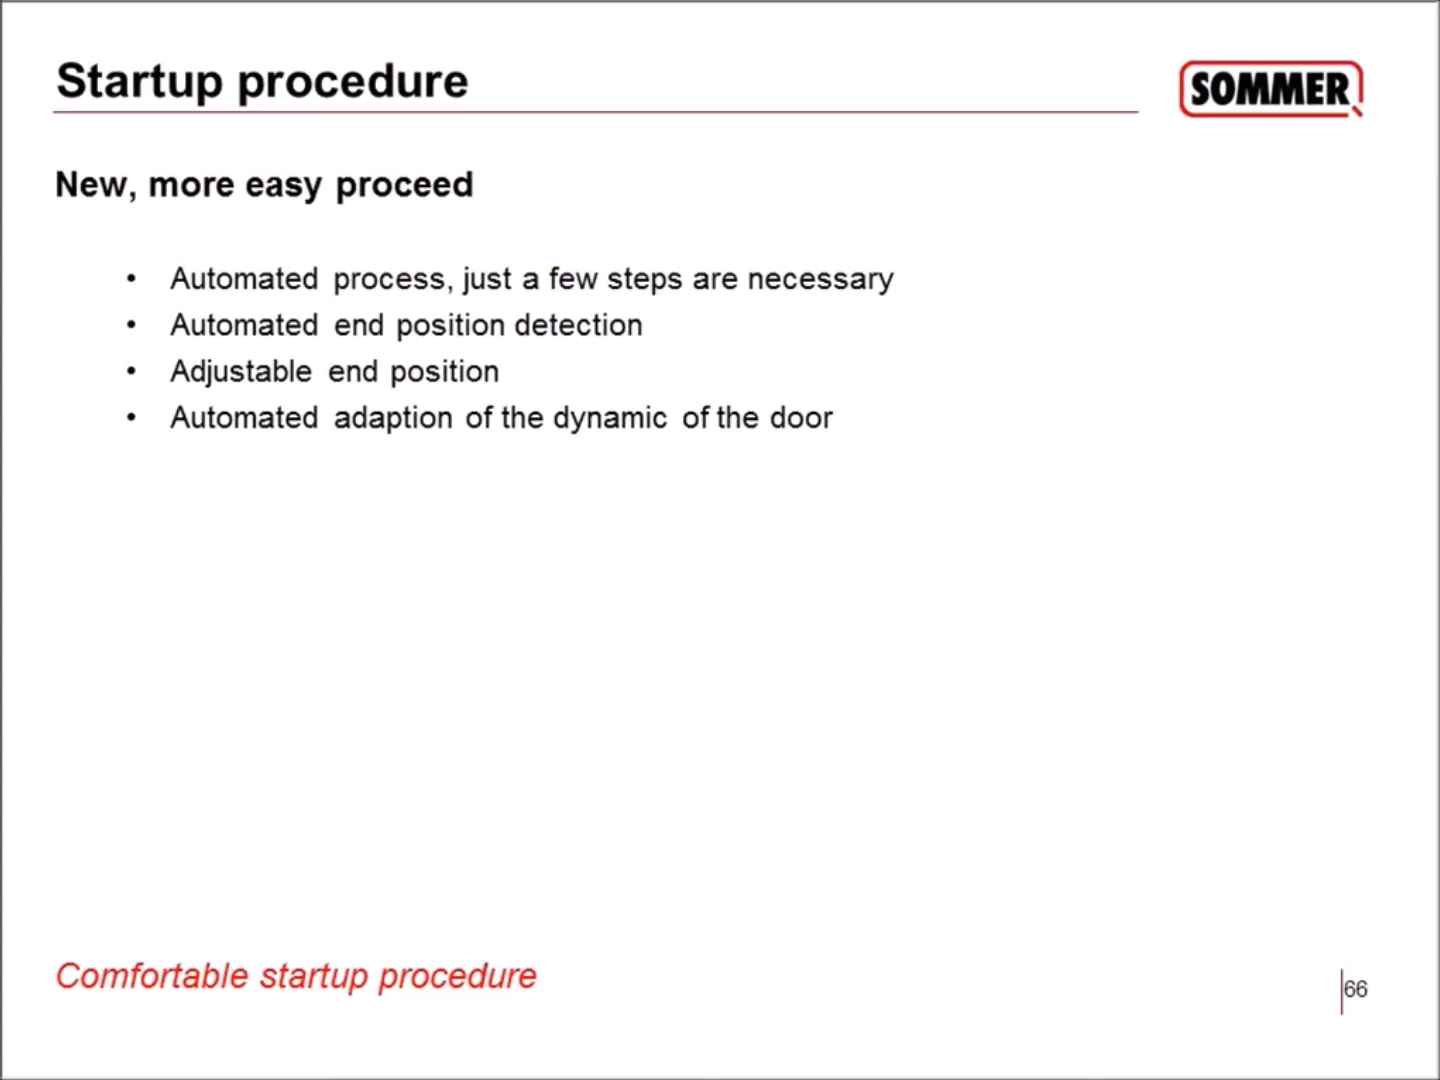 Startup procedure
SOMMER
New, more easy proceed
• Automated process, just a few steps are necessary
• Automated end position detection
• Adjustable end position
• Automated adaption of the dynamic of the door
Comfortable startup procedure
66